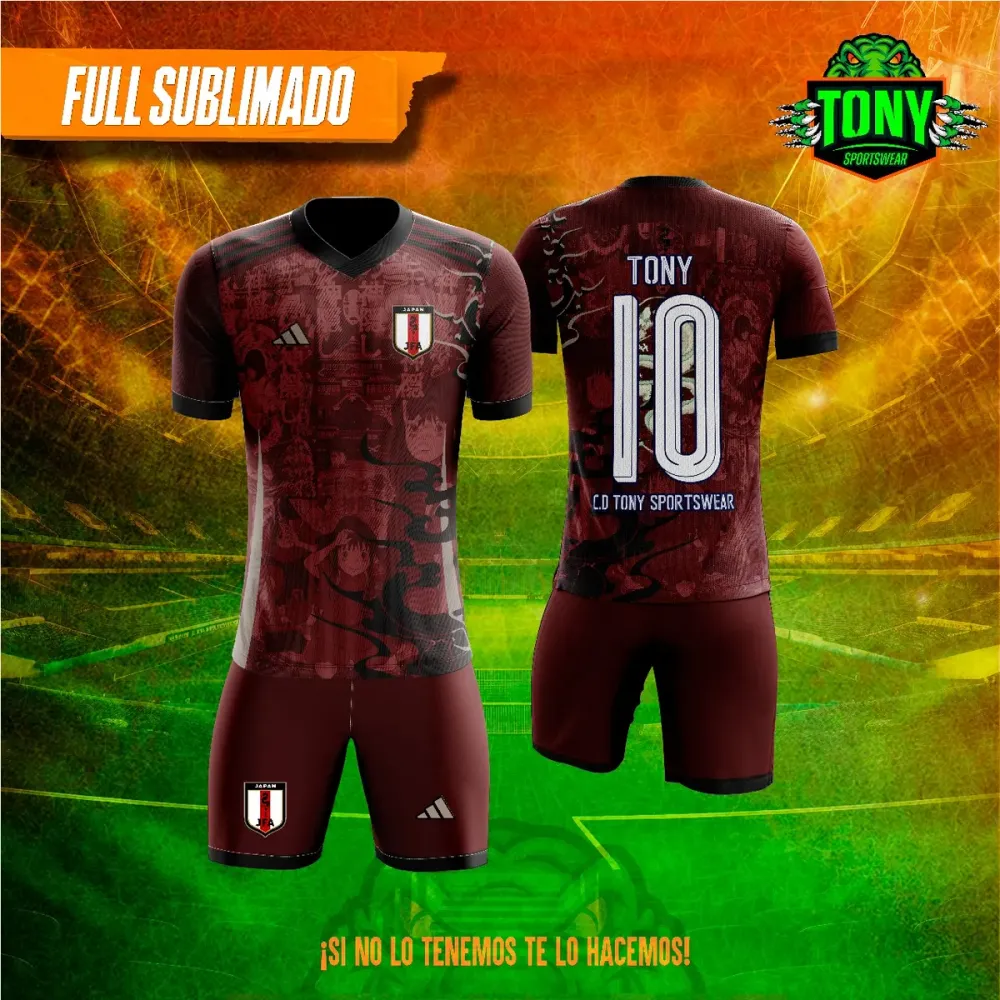 FULL SUBLIMADO
TONY
SPORTSWEAR
JAPAN
JFA
TONY
10
C.D TONY SPORTSWEAR
JAPAN
JFA
¡SI NO LO TENEMOS TE LO HACEMOS!